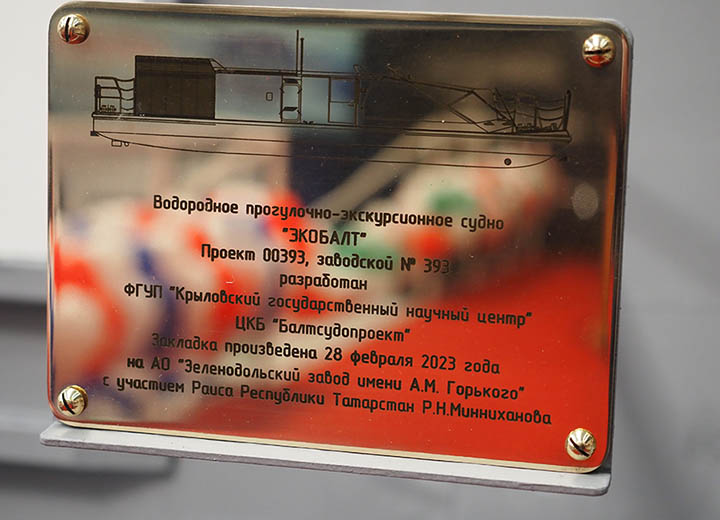 Водородное прогулочно-экскурсионное судно
"ЭКОБАЛТ"
Проект 00393, заводской № 393
разработан
ФГУП "Крыловский государственный научный центр"
ЦКБ "Балтсудопроект"
Закладка произведена 28 февраля 2023 года
на АО "Зеленодольский завод имени А.М. Горького"
с участием Раиса Республики Татарстан Р.Н.Минниханова